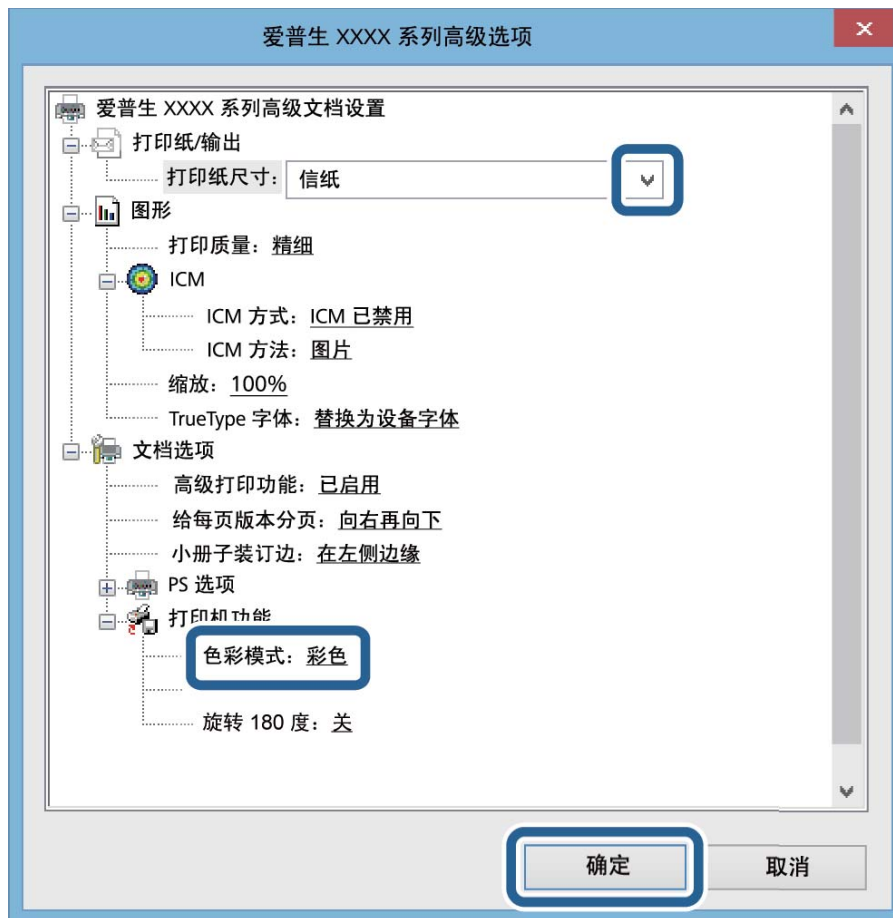 爱普生 XXXX 系列高级选项
爱普生 XXXX 系列高级文档设置
打印纸/输出
打印纸尺寸： 信纸
图形
打印质量：精细
ICM
ICM 方式：ICM 已禁用
ICM 方法：图片
缩放：100%
TrueType 字体：替换为设备字体
文档选项
高级打印功能：已启用
给每页版本分页：向右再向下
小册子装订边：在左侧边缘
PS 选项
打印机功能
色彩模式：彩色
旋转 180 度：关
确定 取消